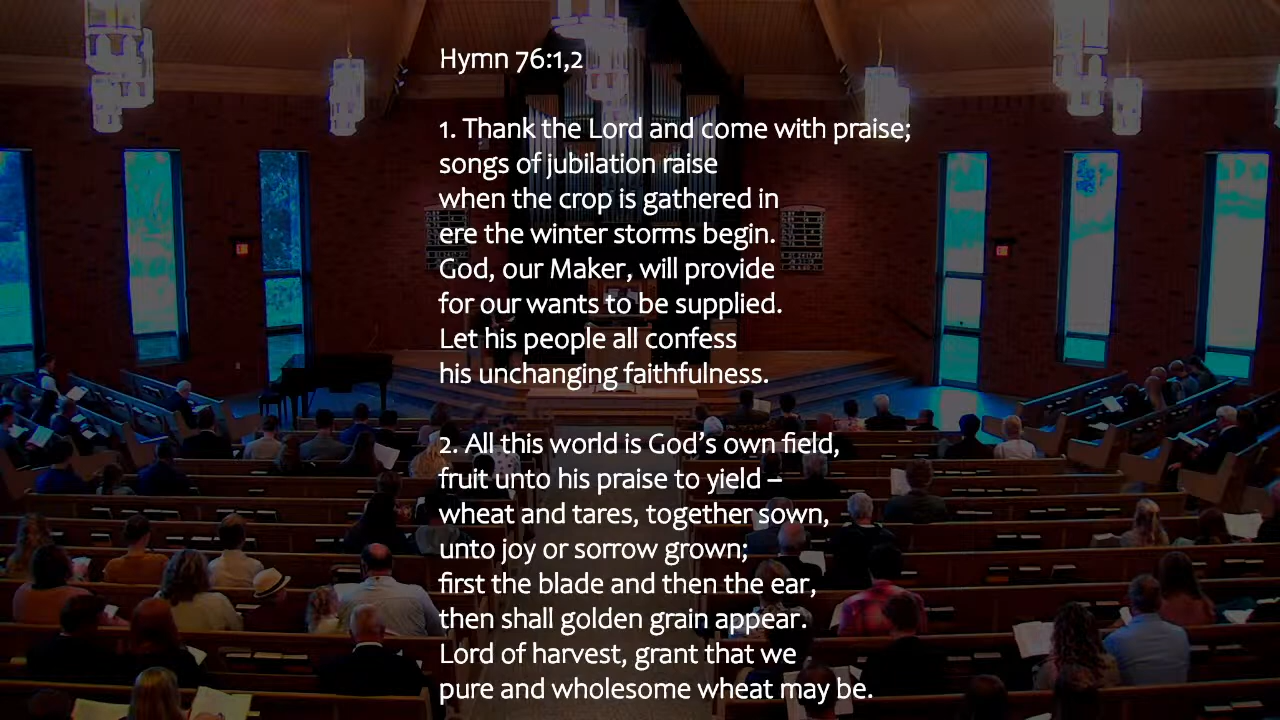 Hymn 76:1,2
1. Thank the Lord and come with praise;
songs of jubilation raise
when the crop is gathered in
ere the winter storms begin.
God, our Maker, will provide
for our wants to be supplied.
Let his people all confess
his unchanging faithfulness.
2. All this world is God’s own field,
fruit unto his praise to yield –
wheat and tares, together sown,
unto joy or sorrow grown;
first the blade and then the ear,
then shall golden grain appear.
Lord of harvest, grant that we
pure and wholesome wheat may be.